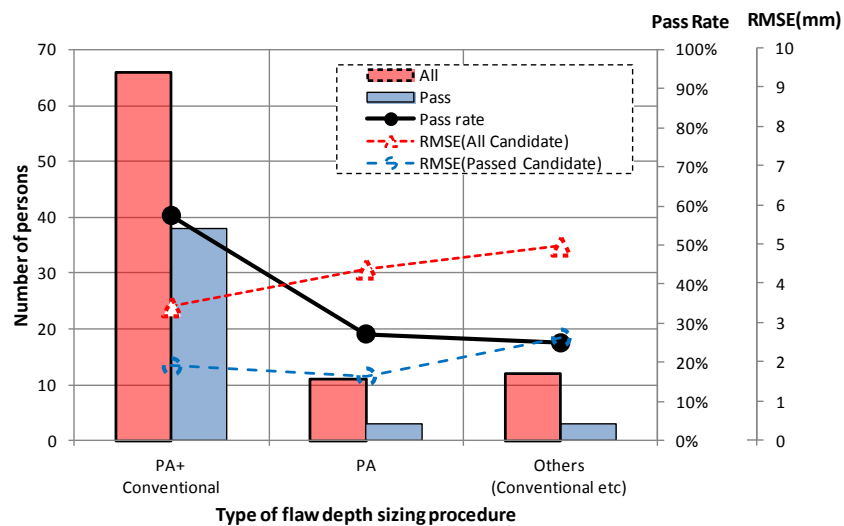 Pass Rate
RMSE(mm)
Number of persons
70
60
50
40
30
20
10
0
All
Pass
Pass rate
RMSE(All Candidate)
RMSE(Passed Candidate)
100%
90%
80%
70%
60%
50%
40%
30%
20%
10%
0%
10
9
8
7
6
5
4
3
2
1
0
PA+
Conventional
PA
Others
(Conventional etc)
Type of flaw depth sizing procedure